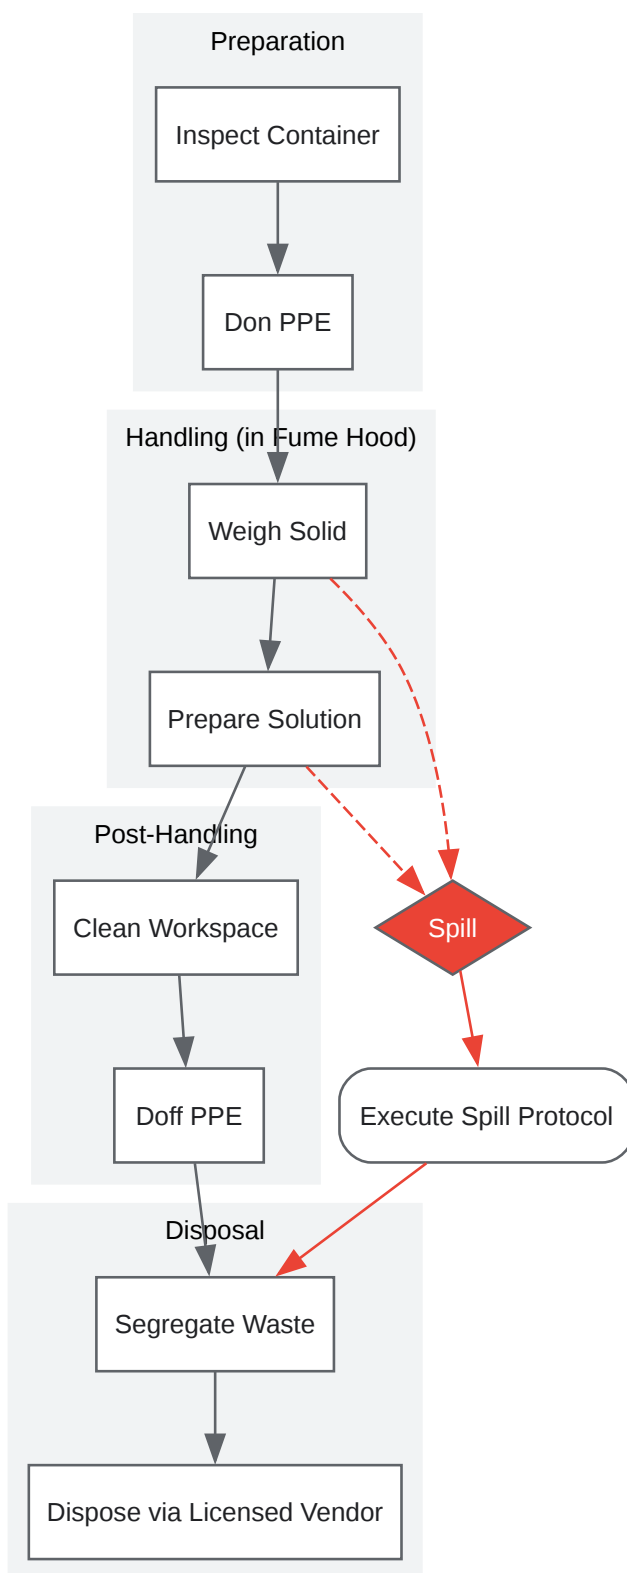 Preparation
Inspect Container
Don PPE
Handling (in Fume Hood)
Weigh Solid
Prepare Solution
Post-Handling
Clean Workspace
Spill
Doff PPE
Execute Spill Protocol
Disposal
Segregate Waste
Dispose via Licensed Vendor